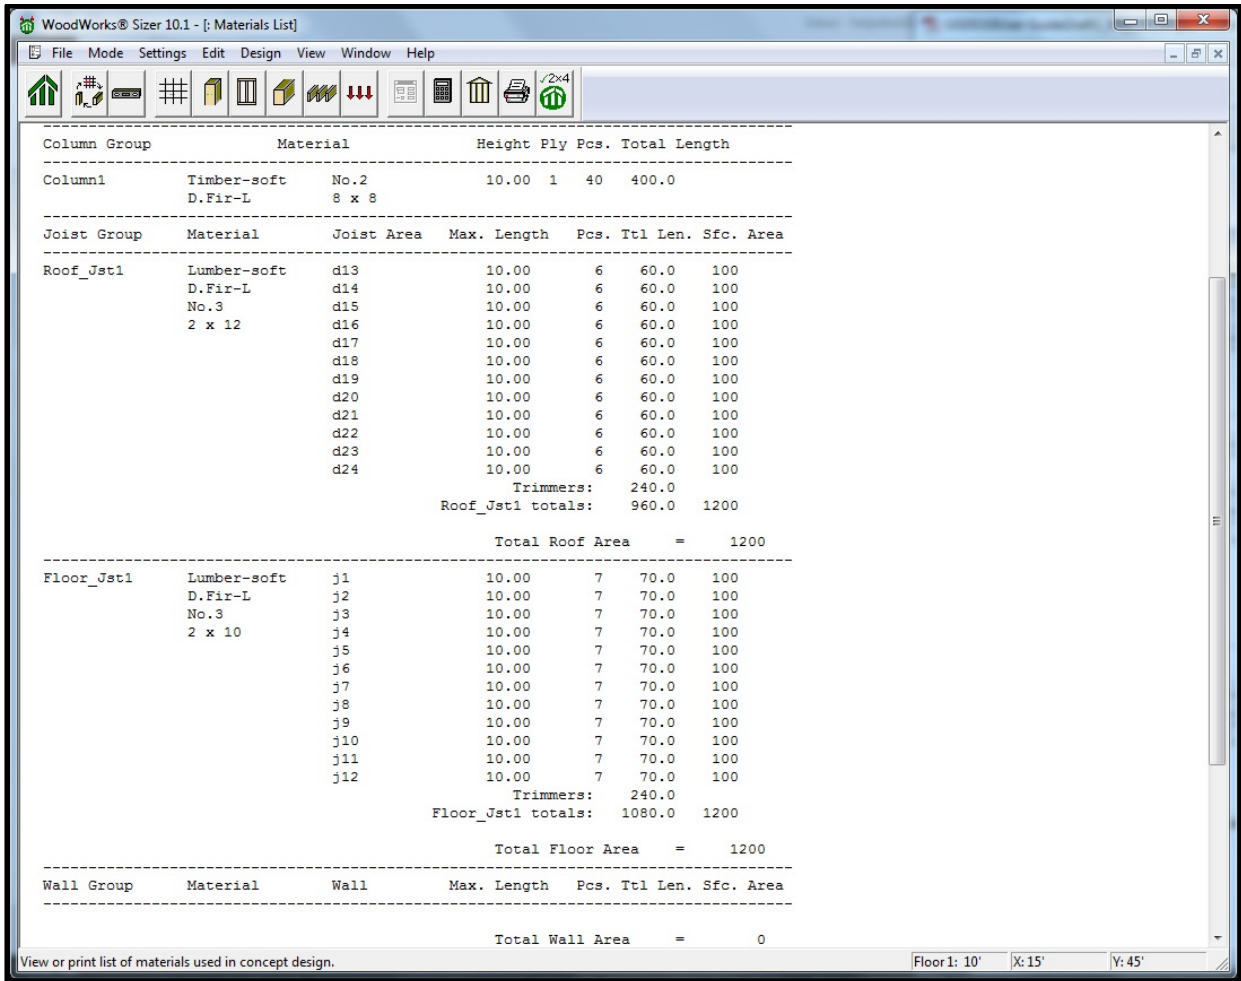 WoodWorks® Sizer 10.1 - [: Materials List]
File Mode Settings Edit Design View Window Help
2×4
Column Group Material Height Ply Pcs. Total Length
Column1 Timber-soft No.2 10.00 1 40 400.0
D.Fir-L 8 x 8
Joist Group Material Joist Area Max. Length Pcs. Ttl Len. Sfc. Area
Roof_Jst1 Lumber-soft d13 10.00 6 60.0 100
D.Fir-L d14 10.00 6 60.0 100
No.3 d15 10.00 6 60.0 100
2 x 12 d16 10.00 6 60.0 100
d17 10.00 6 60.0 100
d18 10.00 6 60.0 100
d19 10.00 6 60.0 100
d20 10.00 6 60.0 100
d21 10.00 6 60.0 100
d22 10.00 6 60.0 100
d23 10.00 6 60.0 100
d24 10.00 6 60.0 100
Trimmers: 240.0
Roof_Jst1 totals: 960.0 1200
Total Roof Area = 1200
Floor_Jst1 Lumber-soft j1 10.00 7 70.0 100
D.Fir-L j2 10.00 7 70.0 100
No.3 j3 10.00 7 70.0 100
2 x 10 j4 10.00 7 70.0 100
j5 10.00 7 70.0 100
j6 10.00 7 70.0 100
j7 10.00 7 70.0 100
j8 10.00 7 70.0 100
j9 10.00 7 70.0 100
j10 10.00 7 70.0 100
j11 10.00 7 70.0 100
j12 10.00 7 70.0 100
Trimmers: 240.0
Floor_Jst1 totals: 1080.0 1200
Total Floor Area = 1200
Wall Group Material Wall Max. Length Pcs. Ttl Len. Sfc. Area
Total Wall Area = 0
View or print list of materials used in concept design. Floor 1: 10' X: 15' Y: 45'